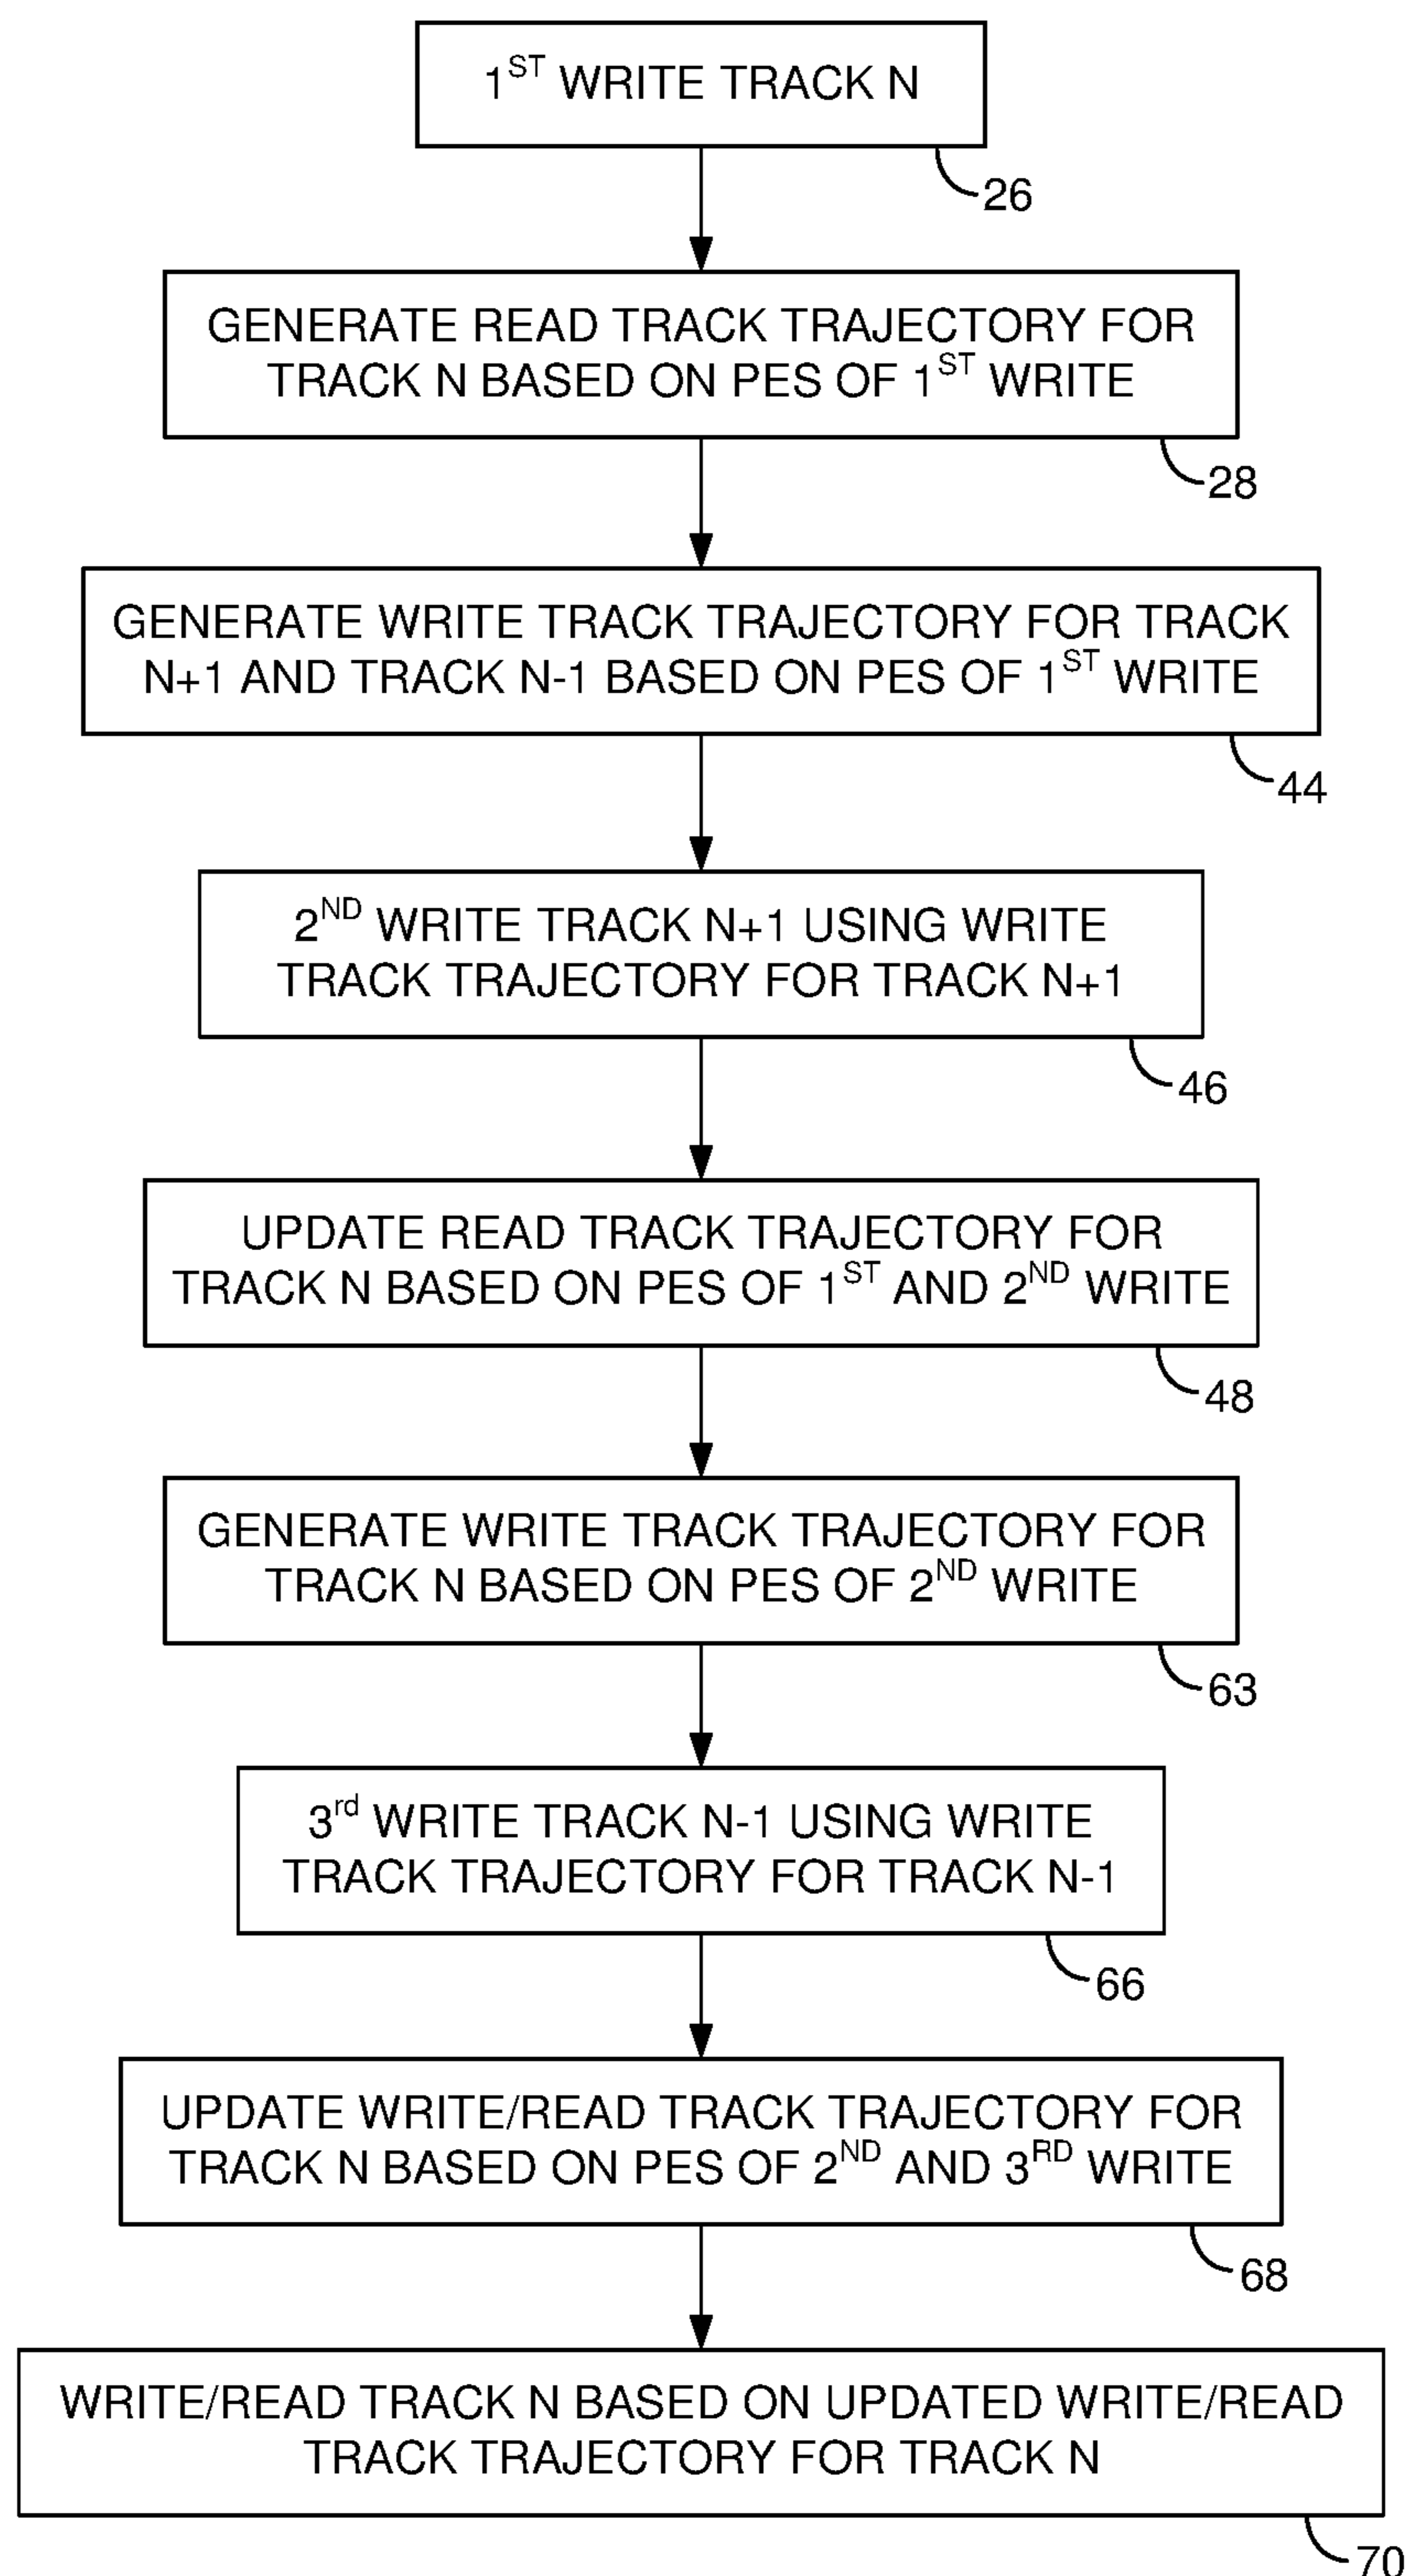 1ST WRITE TRACK N
26
GENERATE READ TRACK TRAJECTORY FOR
TRACK N BASED ON PES OF 1ST WRITE
28
GENERATE WRITE TRACK TRAJECTORY FOR TRACK
N+1 AND TRACK N-1 BASED ON PES OF 1ST WRITE
44
2ND WRITE TRACK N+1 USING WRITE
TRACK TRAJECTORY FOR TRACK N+1
46
UPDATE READ TRACK TRAJECTORY FOR
TRACK N BASED ON PES OF 1ST AND 2ND WRITE
48
GENERATE WRITE TRACK TRAJECTORY FOR
TRACK N BASED ON PES OF 2ND WRITE
63
3rd WRITE TRACK N-1 USING WRITE
TRACK TRAJECTORY FOR TRACK N-1
66
UPDATE WRITE/READ TRACK TRAJECTORY FOR
TRACK N BASED ON PES OF 2ND AND 3RD WRITE
68
WRITE/READ TRACK N BASED ON UPDATED WRITE/READ
TRACK TRAJECTORY FOR TRACK N
70